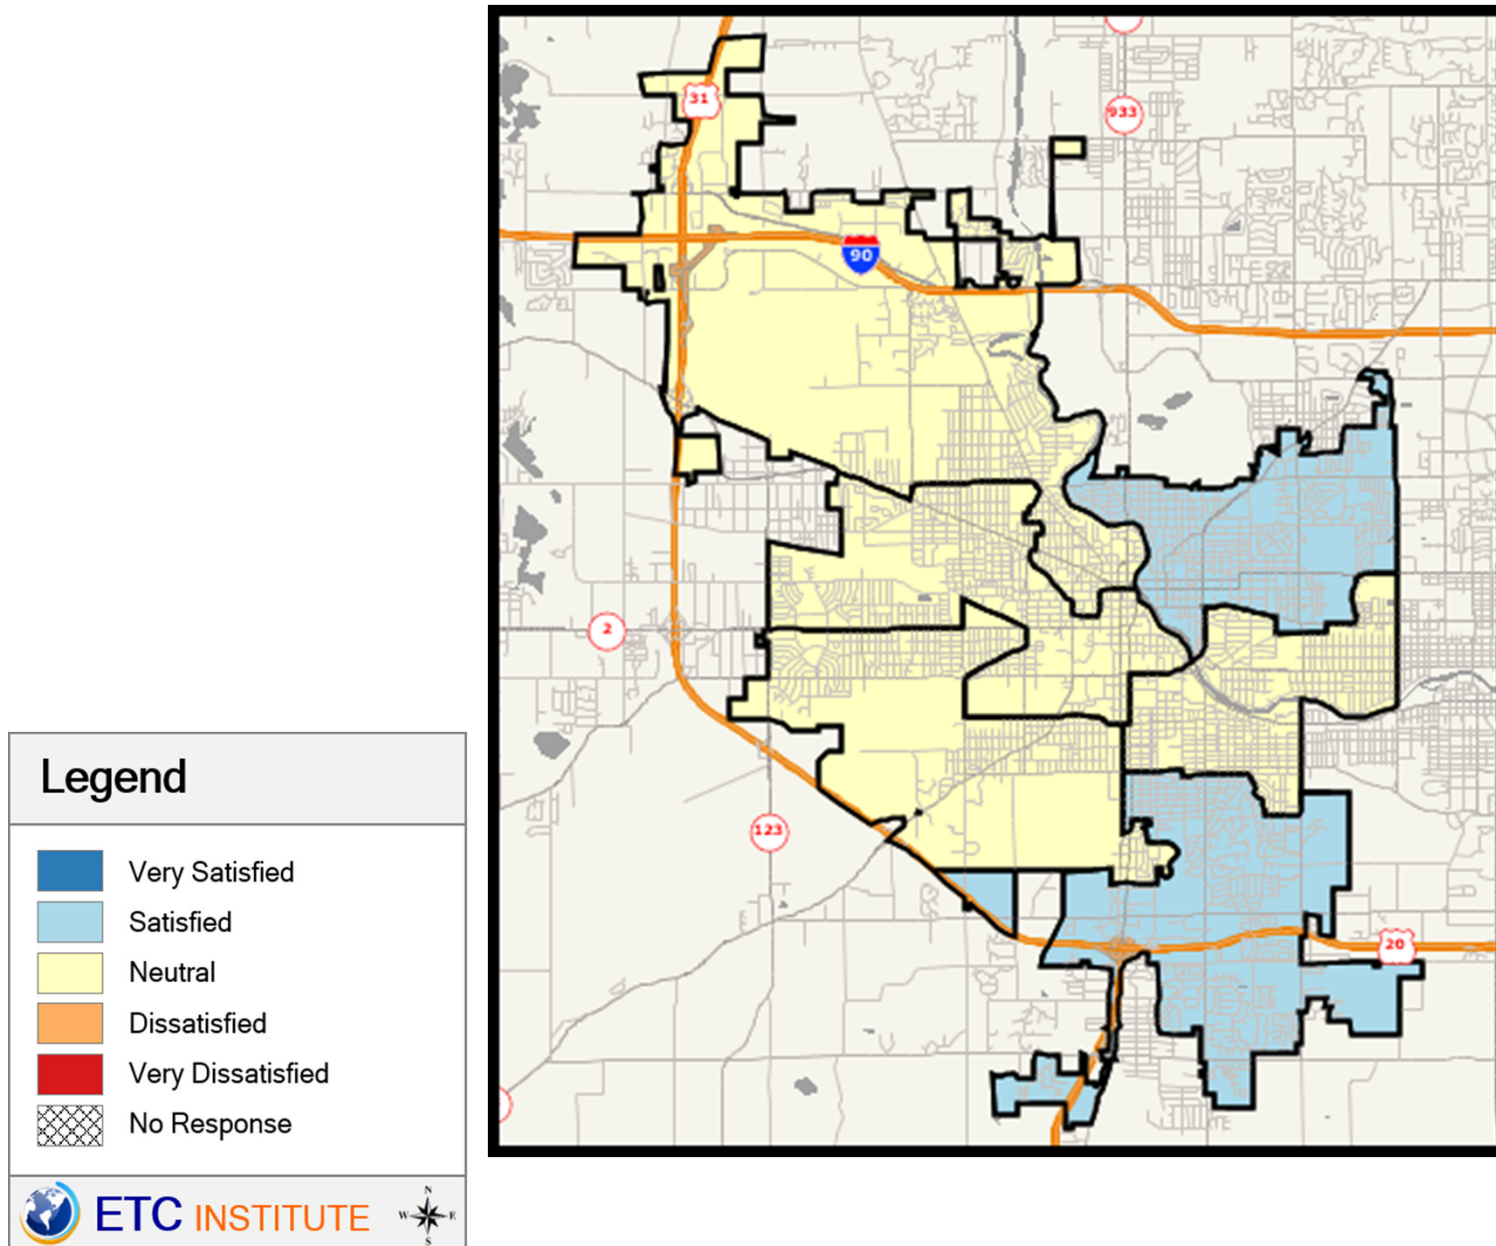 31
933
90
2
123
20
Legend
Very Satisfied
Satisfied
Neutral
Dissatisfied
Very Dissatisfied
No Response
ETC INSTITUTE
N
W E
S